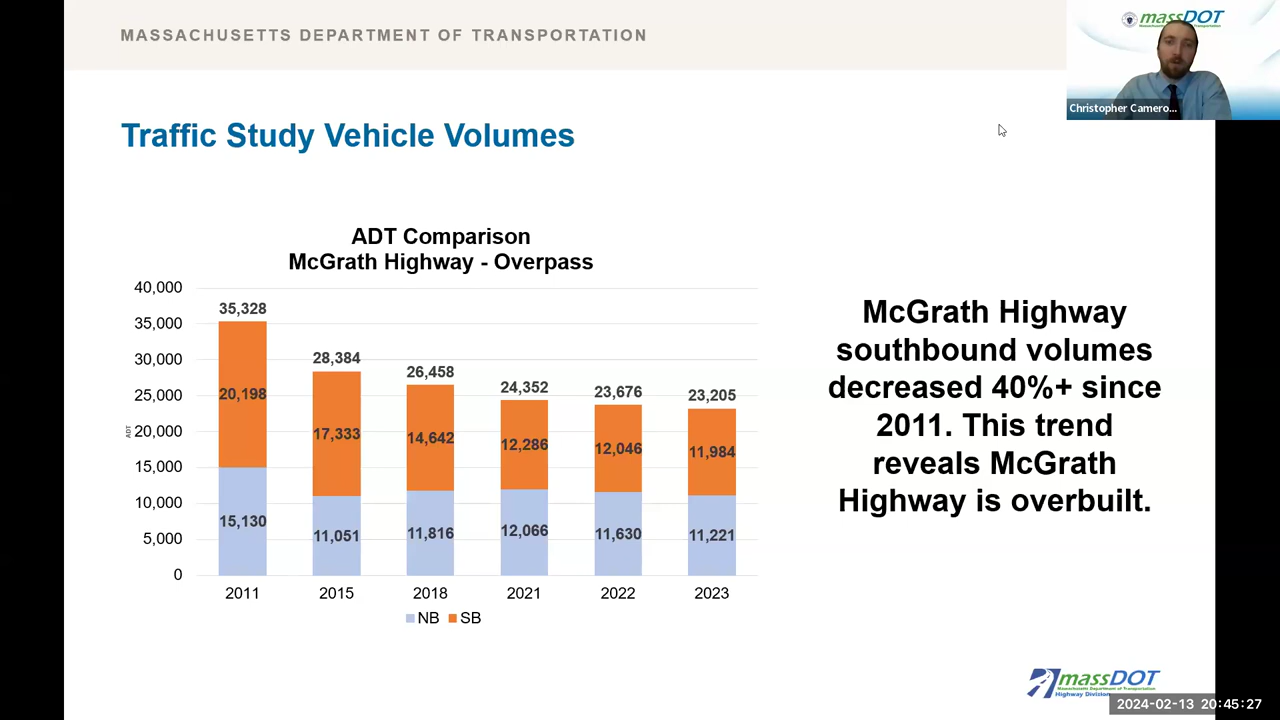 MASSACHUSETTS DEPARTMENT OF TRANSPORTATION
massDOT
Christopher Camero...
Traffic Study Vehicle Volumes
ADT Comparison
McGrath Highway - Overpass
40,000
35,000
30,000
25,000
20,000
15,000
10,000
5,000
0
ADT
35,328
20,198
15,130
28,384
17,333
11,051
26,458
14,642
11,816
24,352
12,286
12,066
23,676
12,046
11,630
23,205
11,984
11,221
2011 2015 2018 2021 2022 2023
NB SB
McGrath Highway
southbound volumes
decreased 40%+ since
2011. This trend
reveals McGrath
Highway is overbuilt.
massDOT
Massachusetts Department of Transportation
Highway Division
2024-02-13 20:45:27